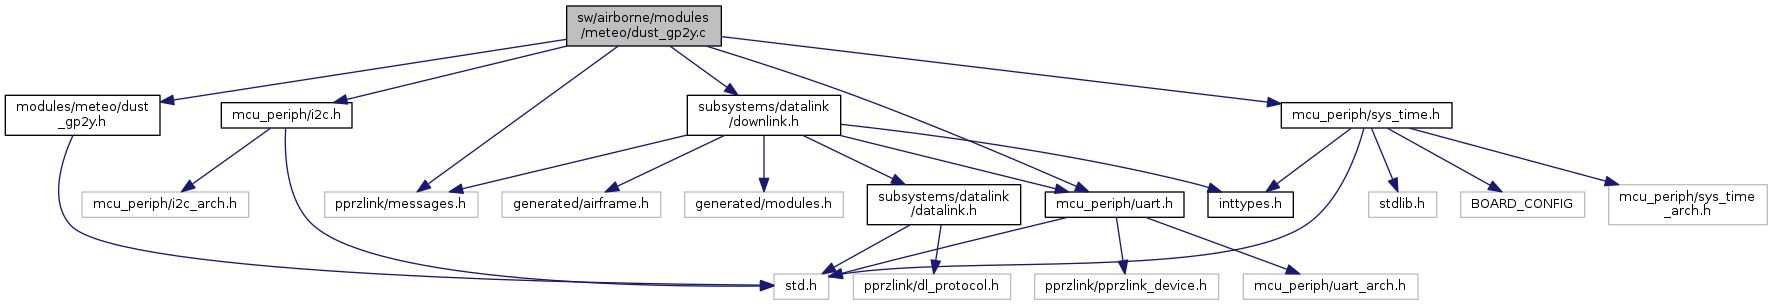 sw/airborne/modules
/meteo/dust_gp2y.c
modules/meteo/dust
_gp2y.h
mcu_periph/i2c.h
subsystems/datalink
/downlink.h
mcu_periph/sys_time.h
mcu_periph/i2c_arch.h
pprzlink/messages.h
generated/airframe.h
generated/modules.h
subsystems/datalink
/datalink.h
mcu_periph/uart.h
inttypes.h
stdlib.h
BOARD_CONFIG
mcu_periph/sys_time
_arch.h
std.h
pprzlink/dl_protocol.h
pprzlink/pprzlink_device.h
mcu_periph/uart_arch.h